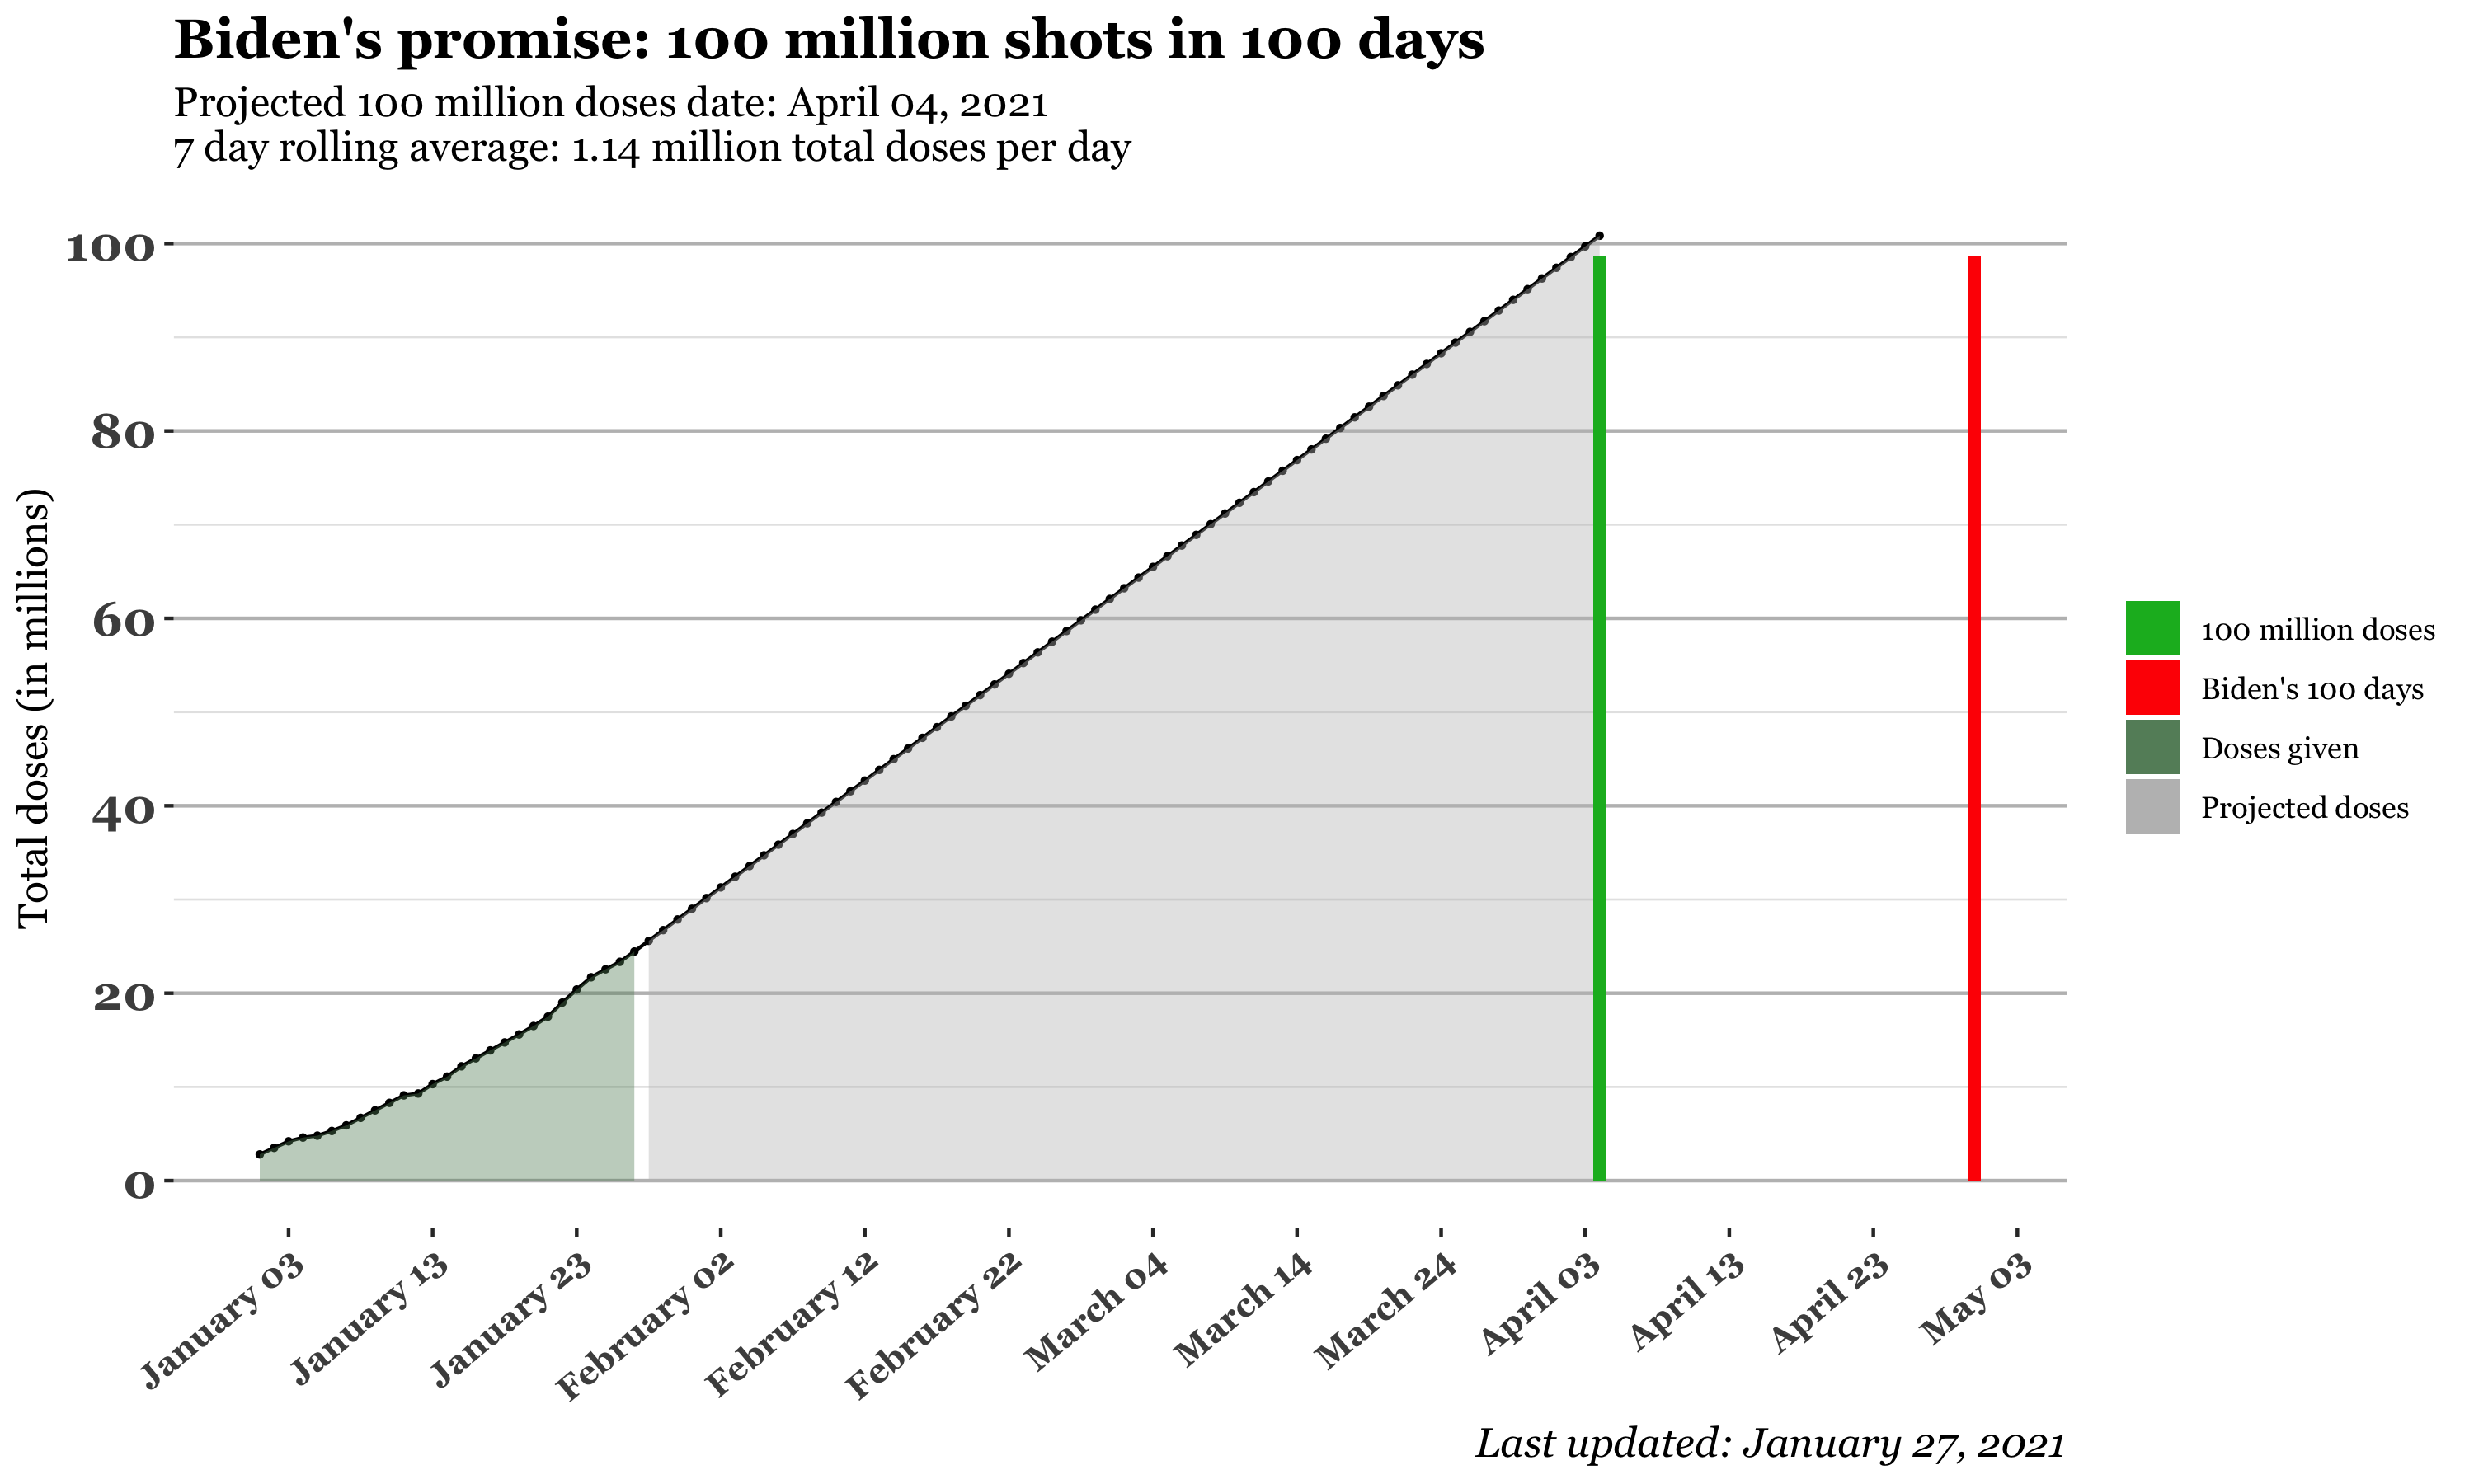 Biden's promise: 100 million shots in 100 days
Projected 100 million doses date: April 04, 2021
7 day rolling average: 1.14 million total doses per day
Total doses (in millions)
100
80
60
40
20
0
100 million doses
Biden's 100 days
Doses given
Projected doses
January 03
January 13
January 23
February 02
February 12
February 22
March 04
March 14
March 24
April 03
April 13
April 23
May 03
Last updated: January 27, 2021